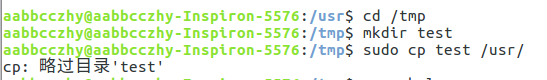 aabbcczhy@aabbcczhy-Inspiron-5576:/usr$ cd /tmp
aabbcczhy@aabbcczhy-Inspiron-5576:/tmp$ mkdir test
aabbcczhy@aabbcczhy-Inspiron-5576:/tmp$ sudo cp test /usr/
cp: 略过目录'test'